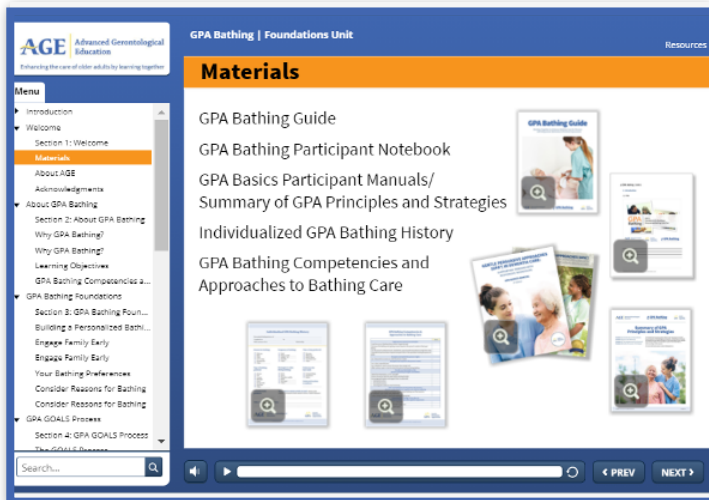 AGE Advanced Gerontological
Education
Enhancing the care of older adults by learning together
GPA Bathing | Foundations Unit
Resources
Menu
Introduction
Welcome
Section 1: Welcome
Materials
About AGE
Acknowledgments
About GPA Bathing
Section 2: About GPA Bathing
Why GPA Bathing?
Why GPA Bathing?
Learning Objectives
GPA Bathing Competencies a...
GPA Bathing Foundations
Section 3: GPA Bathing Foun...
Building a Personalized Bathi...
Engage Family Early
Engage Family Early
Your Bathing Preferences
Consider Reasons for Bathing
Consider Reasons for Bathing
GPA GOALS Process
Section 4: GPA GOALS Process
The GOALS Process
Search...
Materials
GPA Bathing Guide
GPA Bathing Participant Notebook
GPA Basics Participant Manuals/
Summary of GPA Principles and Strategies
Individualized GPA Bathing History
GPA Bathing Competencies and
Approaches to Bathing Care
GPA Bathing Guide
Summary of GPA
Principles and Strategies
AGE
AGE
PREV
NEXT